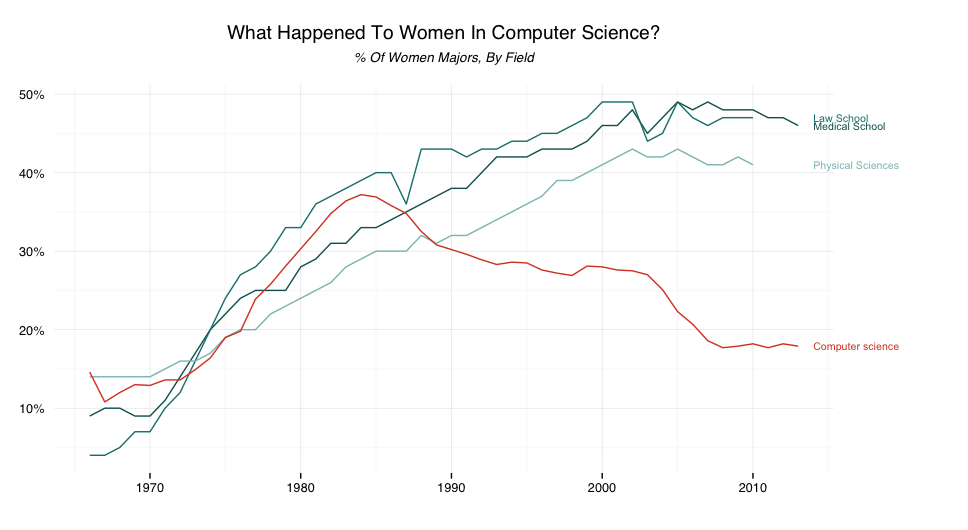 What Happened To Women In Computer Science?
% Of Women Majors, By Field
50%
40%
30%
20%
10%
Law School
Medical School
Physical Sciences
Computer science
1970 1980 1990 2000 2010